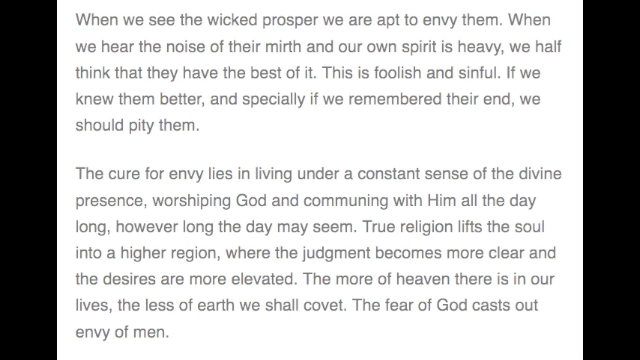 When we see the wicked prosper we are apt to envy them. When
we hear the noise of their mirth and our own spirit is heavy, we half
think that they have the best of it. This is foolish and sinful. If we
knew them better, and specially if we remembered their end, we
should pity them.
The cure for envy lies in living under a constant sense of the divine
presence, worshiping God and communing with Him all the day
long, however long the day may seem. True religion lifts the soul
into a higher region, where the judgment becomes more clear and
the desires are more elevated. The more of heaven there is in our
lives, the less of earth we shall covet. The fear of God casts out
envy of men.